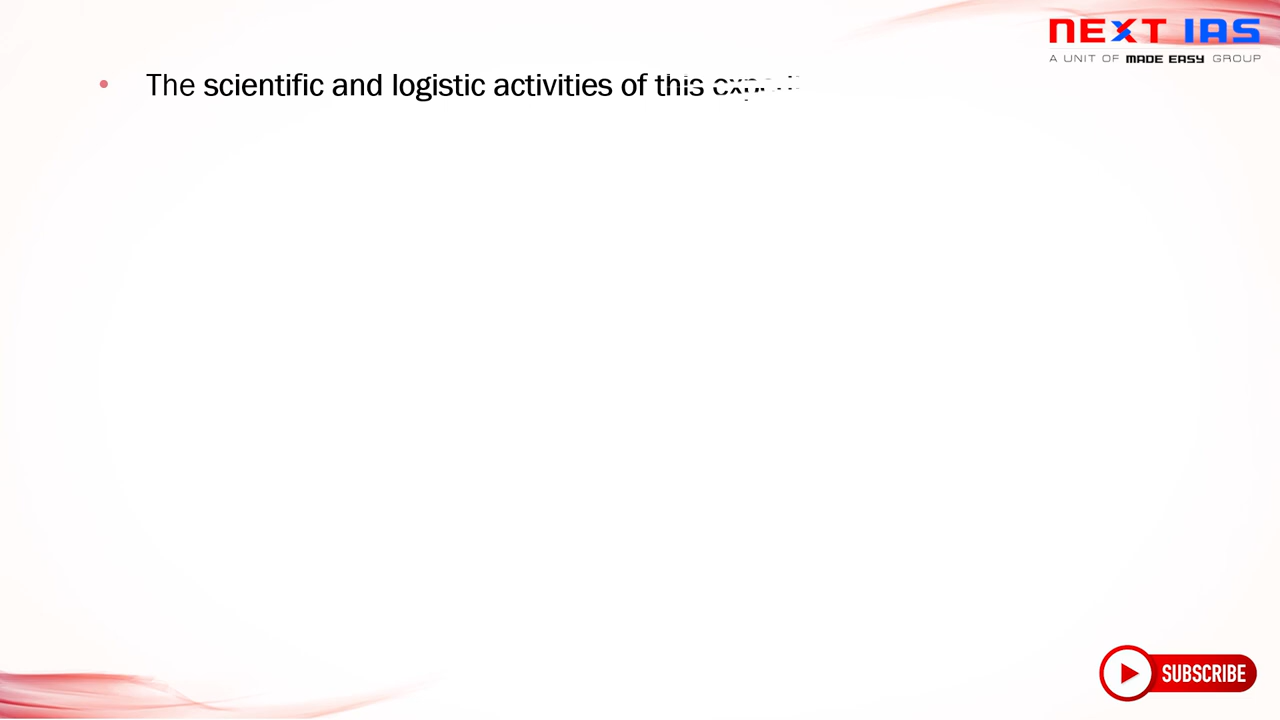 NEXT IAS
A UNIT OF MADE EASY GROUP
• The scientific and logistic activities of this
SUBSCRIBE